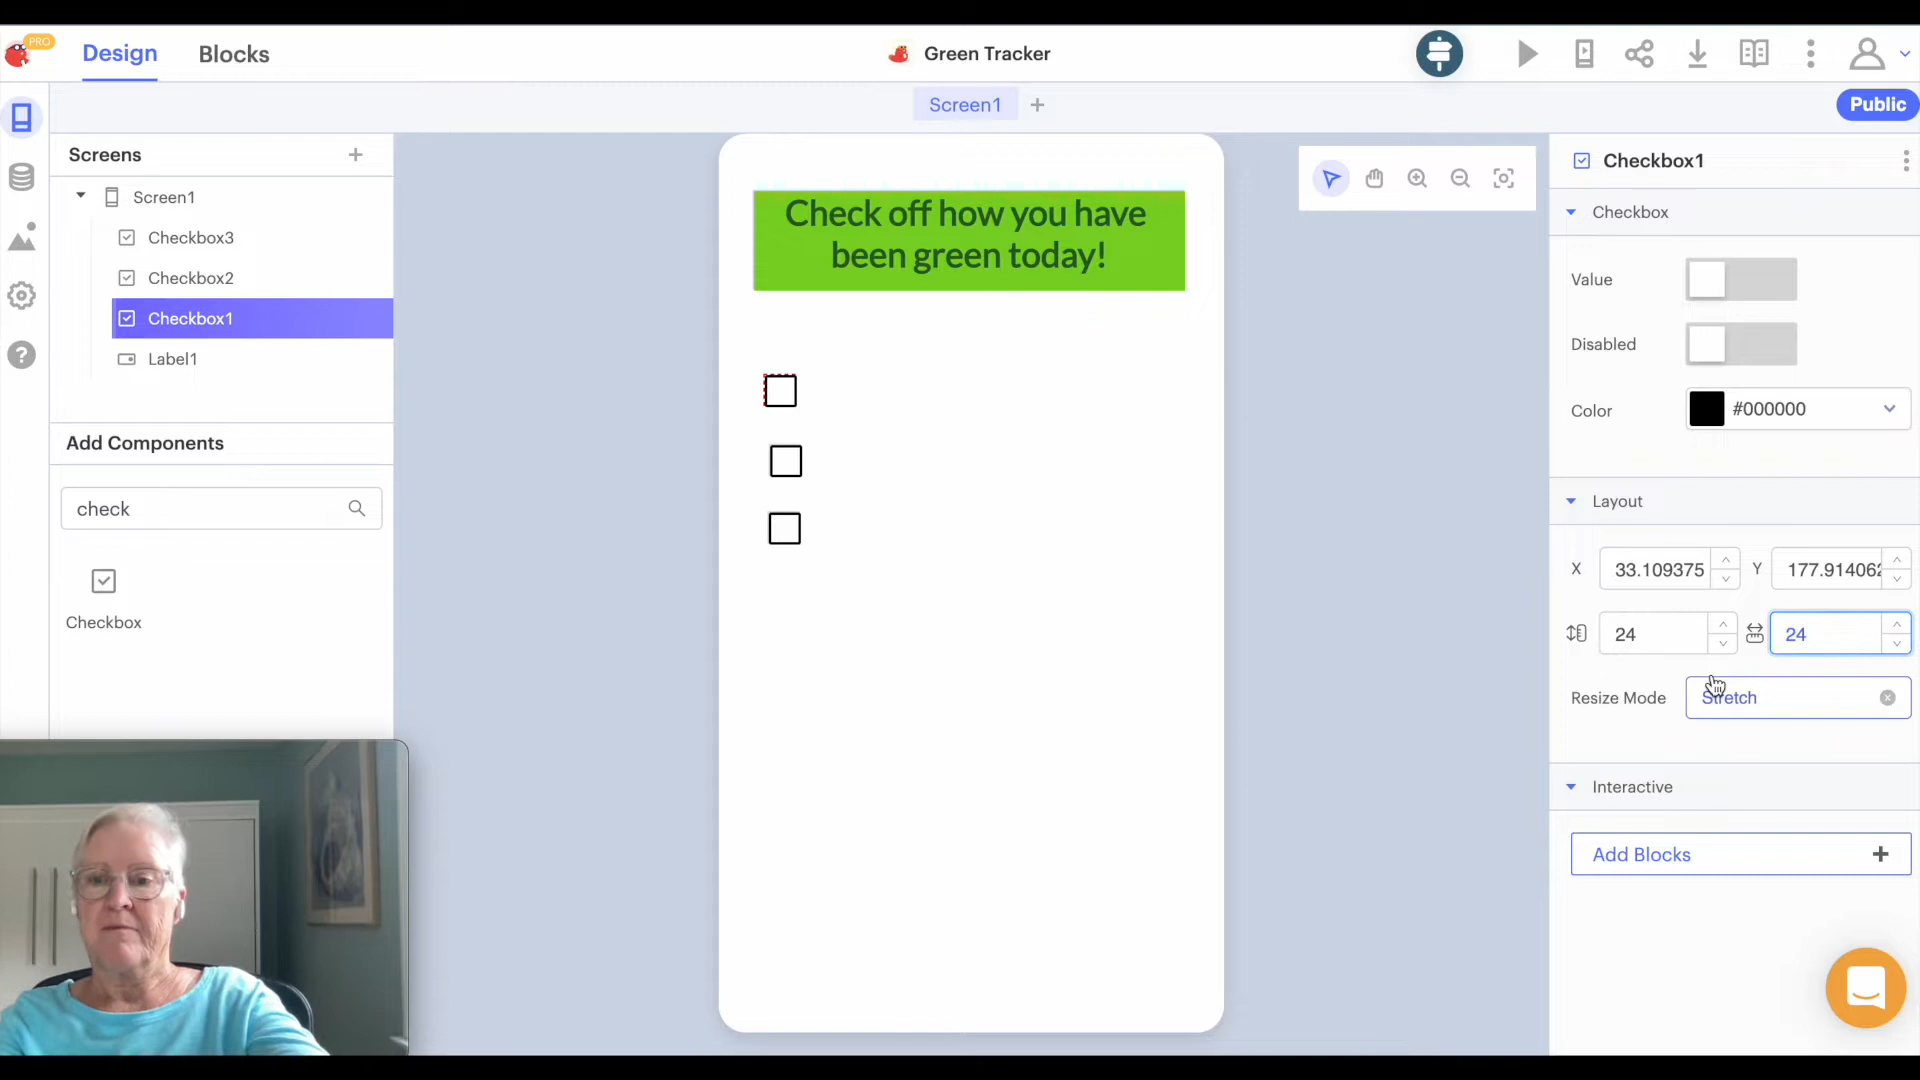 PRO
Design
Blocks
Green Tracker
Screen1
Public
Screens
Screen1
Checkbox3
Checkbox2
Checkbox1
Label1
Add Components
check
Checkbox
Check off how you have
been green today!
Checkbox1
Checkbox
Value
Disabled
Color
#000000
Layout
X
33.109375
Y
177.914062
24
24
Resize Mode
Stretch
Interactive
Add Blocks